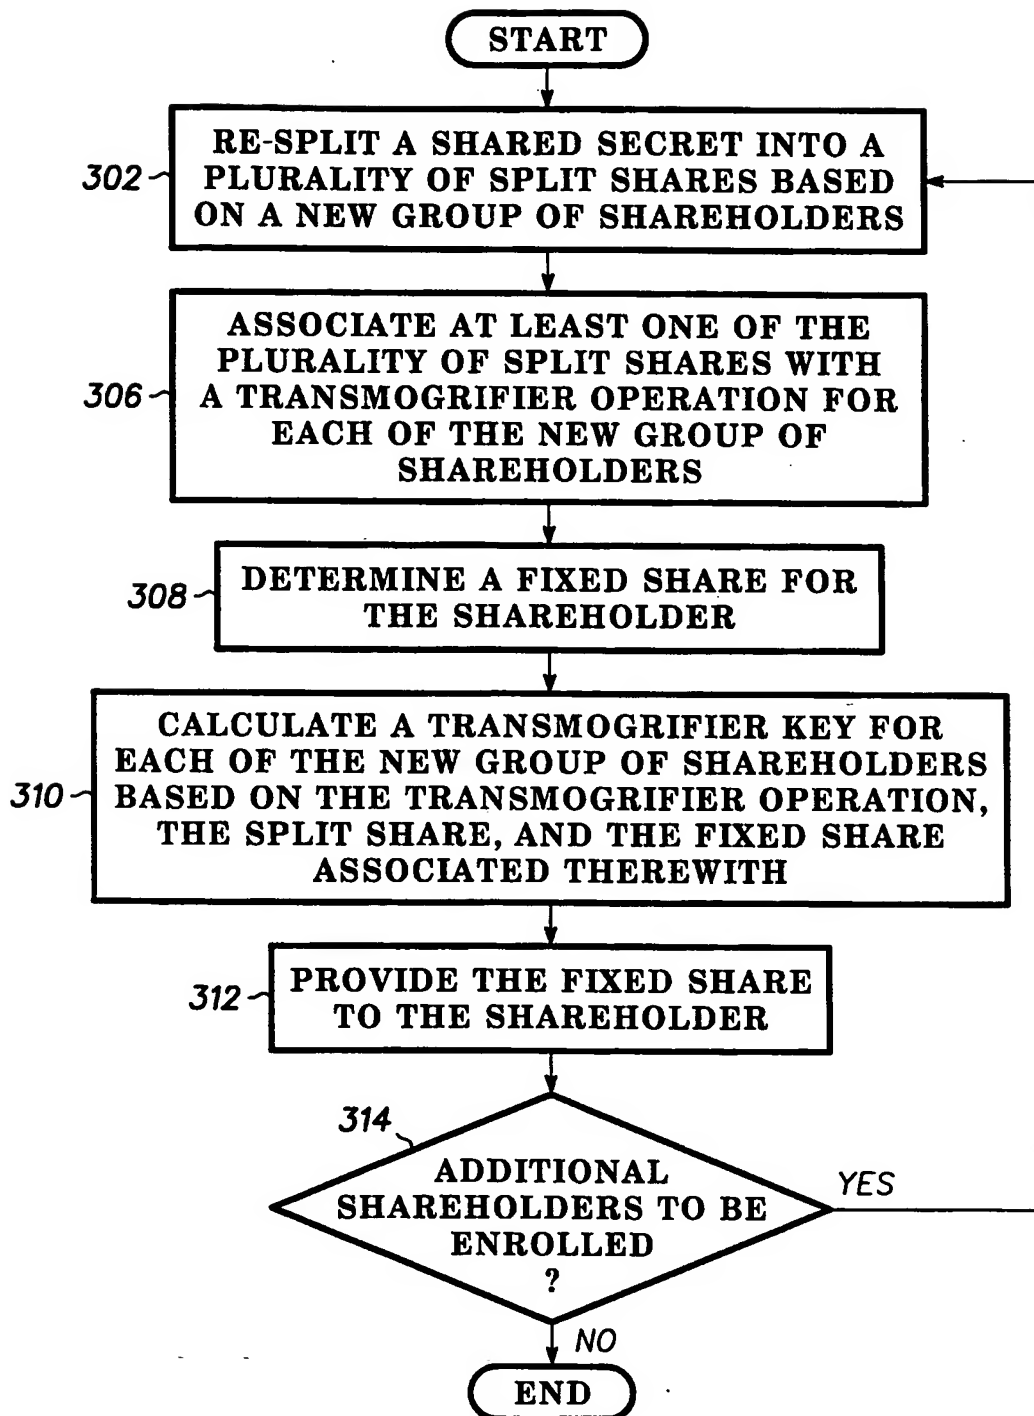 START
302
RE-SPLIT A SHARED SECRET INTO A
PLURALITY OF SPLIT SHARES BASED
ON A NEW GROUP OF SHAREHOLDERS
306
ASSOCIATE AT LEAST ONE OF THE
PLURALITY OF SPLIT SHARES WITH
A TRANSMOGRIFIER OPERATION FOR
EACH OF THE NEW GROUP OF
SHAREHOLDERS
308
DETERMINE A FIXED SHARE FOR
THE SHAREHOLDER
310
CALCULATE A TRANSMOGRIFIER KEY FOR
EACH OF THE NEW GROUP OF SHAREHOLDERS
BASED ON THE TRANSMOGRIFIER OPERATION,
THE SPLIT SHARE, AND THE FIXED SHARE
ASSOCIATED THEREWITH
312
PROVIDE THE FIXED SHARE
TO THE SHAREHOLDER
314
ADDITIONAL
SHAREHOLDERS TO BE
ENROLLED
?
YES
NO
END